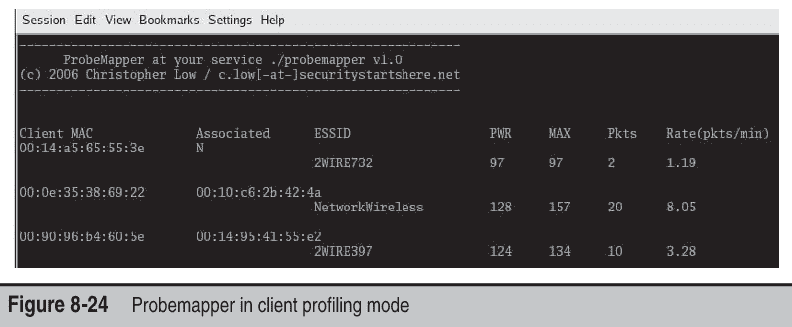 Session Edit View Bookmarks Settings Help
------------------------------------------------------------
ProbeMapper at your service ./probemapper v1.0
(c) 2006 Christopher Low / c.low[-at-]securitystartshere.net
------------------------------------------------------------
Client MAC Associated ESSID PWR MAX Pkts Rate(pkts/min)
00:14:a5:65:55:3e N
2WIRE732 97 97 2 1.19
00:0e:35:38:69:22 00:10:c6:2b:42:4a
NetworkWireless 128 157 20 8.05
00:90:96:b4:60:5e 00:14:95:41:55:e2
2WIRE397 124 134 10 3.28
Figure 8-24 Probemapper in client profiling mode